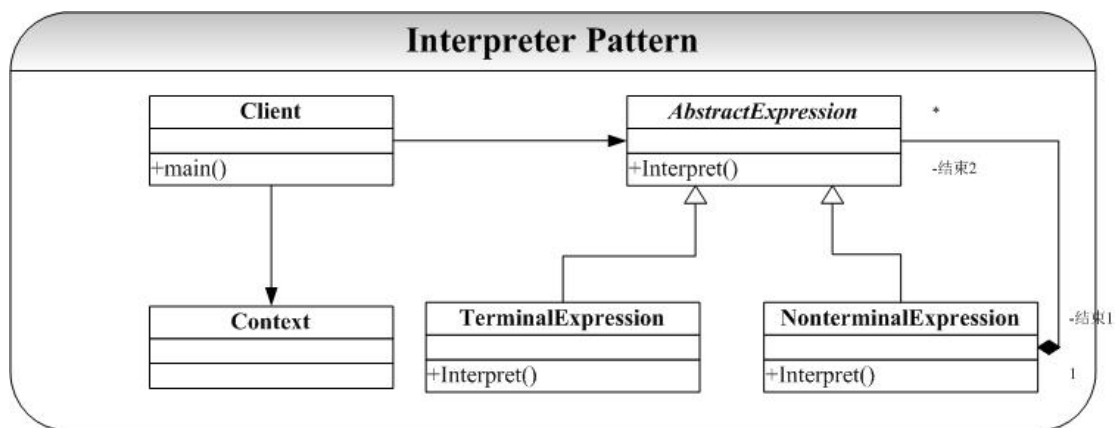 Interpreter Pattern
Client
+main()
AbstractExpression
+Interpret()
*
-结束2
Context
TerminalExpression
+Interpret()
NonterminalExpression
+Interpret()
-结束1
1